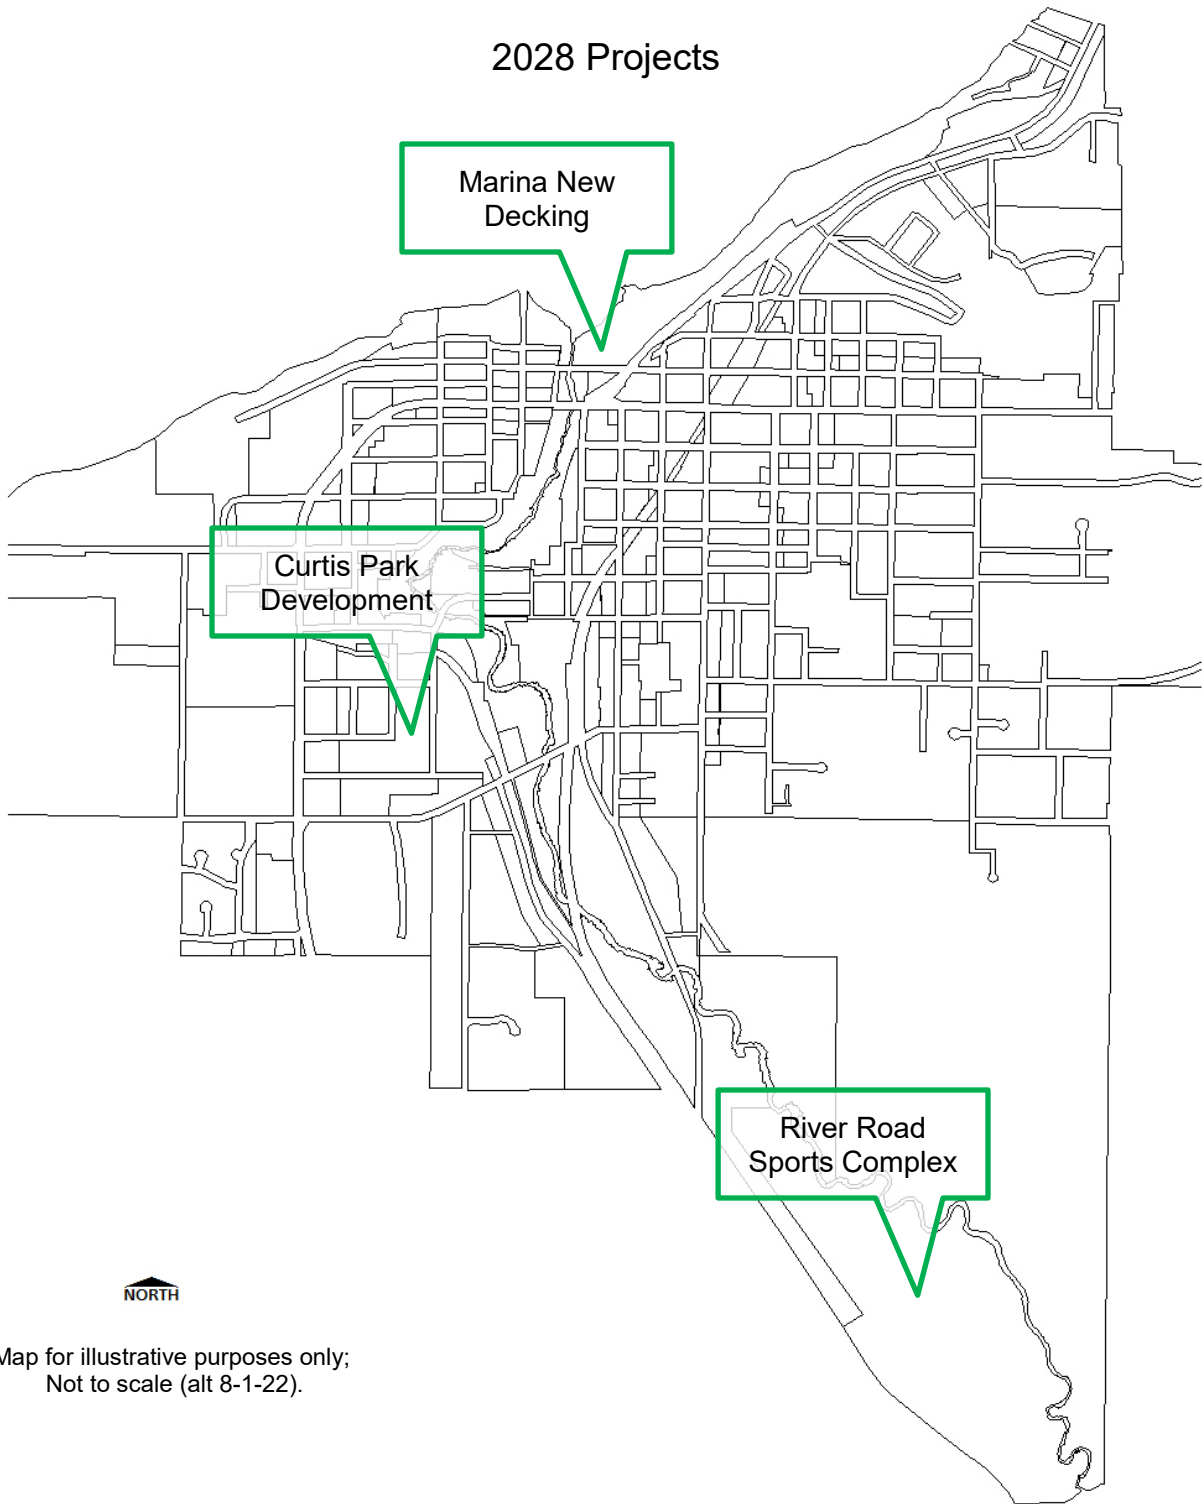 2028 Projects
Marina New
Decking
Curtis Park
Development
River Road
Sports Complex
NORTH
Map for illustrative purposes only;
Not to scale (alt 8-1-22).